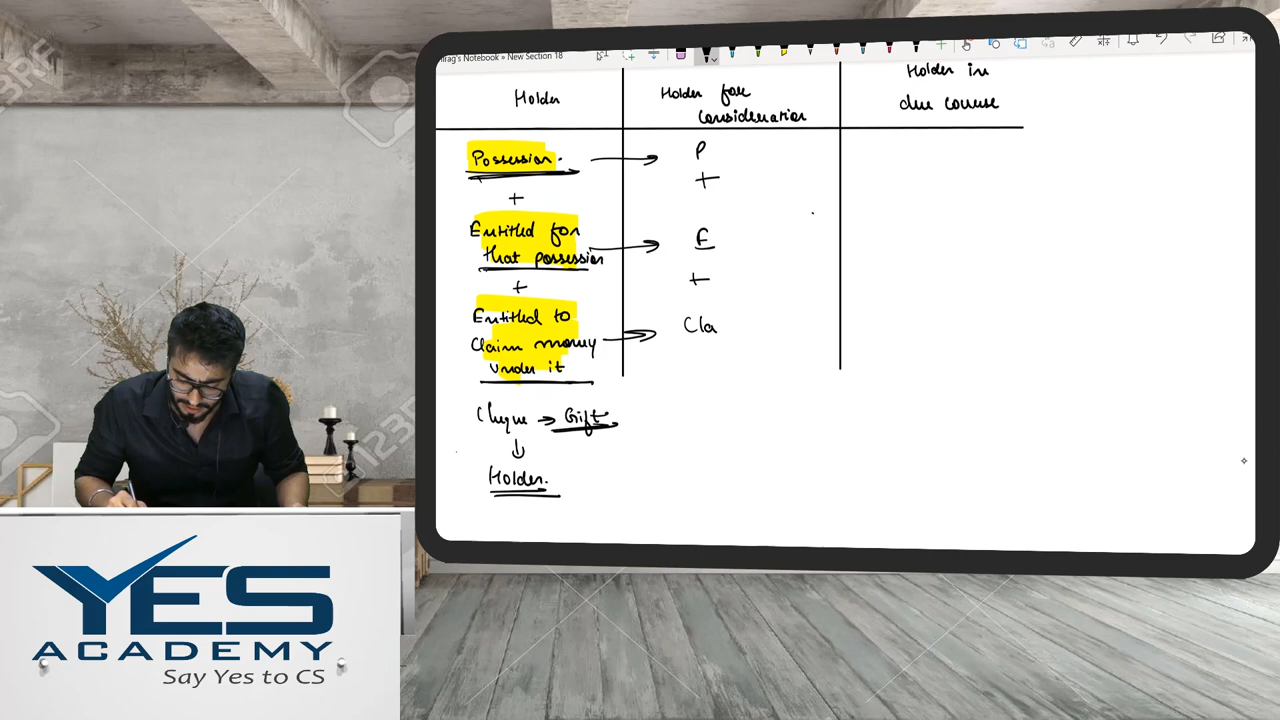 irag's Notebook » New Section 18
Holder
Holder for
consideration
Holder in
due course
Possession.
P
+
+
Entitled for
that possession
E
+
+
Entitled to
Claim money
under it
Cla
Cheque → Gift
Holder.
YES
ACADEMY
Say Yes to CS